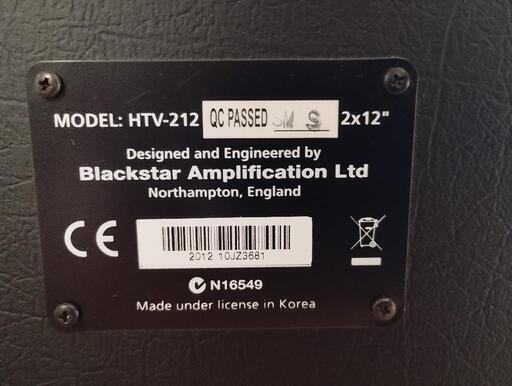 MODEL: HTV-212 QC PASSED SM S 2x12"
Designed and Engineered by
Blackstar Amplification Ltd
Northampton, England
CE
2012 10JZ3681
N16549
Made under license in Korea